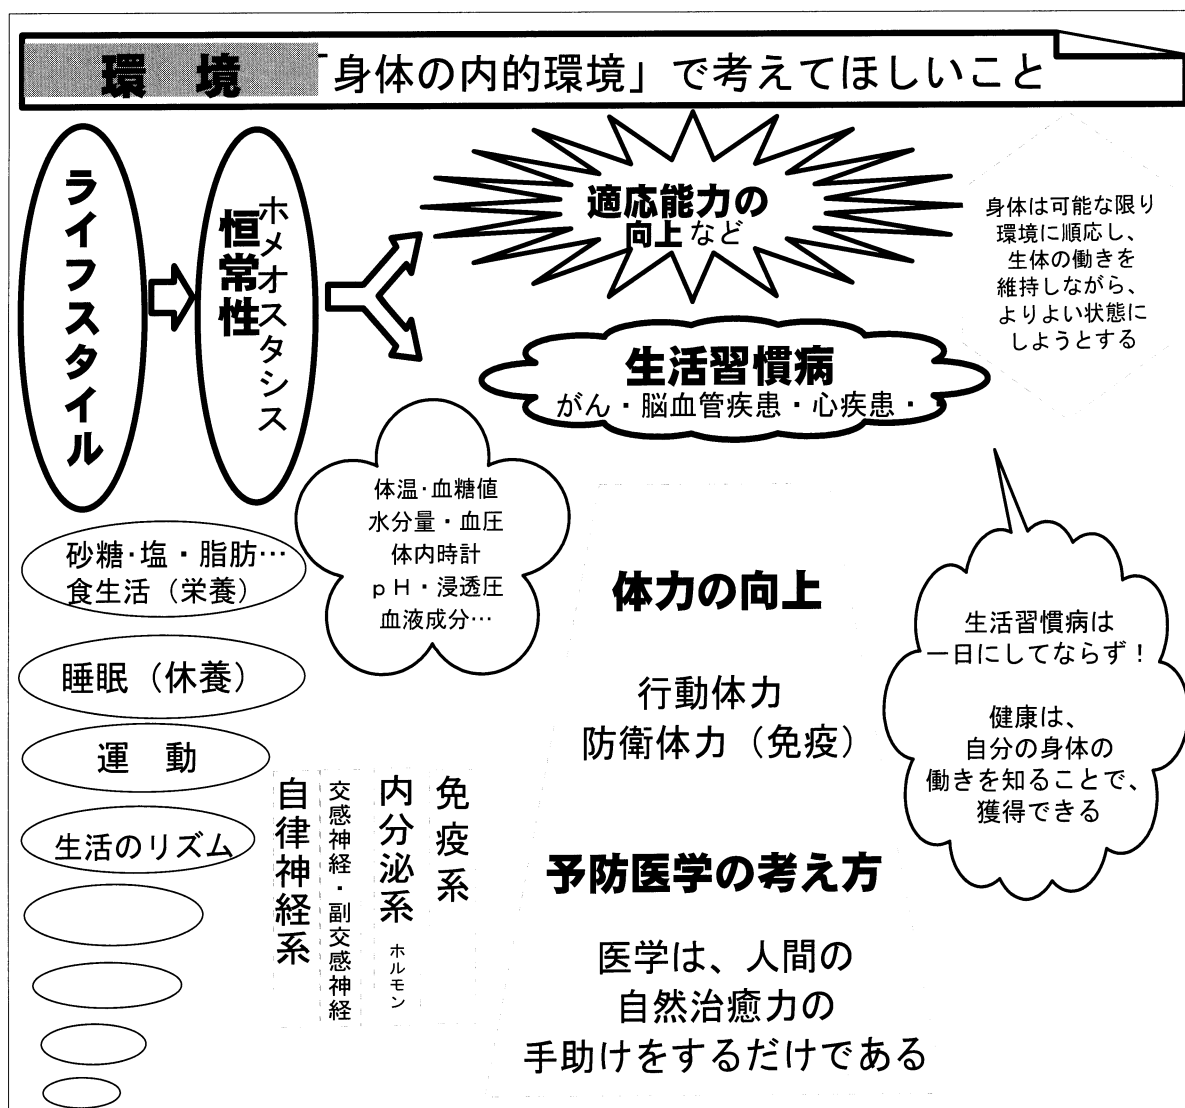 環　境 「身体の内的環境」で考えてほしいこと
ライフスタイル
恒常性
ホメオスタシス
適応能力の
向上 など
身体は可能な限り
環境に順応し、
生体の働きを
維持しながら、
よりよい状態に
しようとする
生活習慣病
がん・脳血管疾患・心疾患・・
体温･血糖値
水分量・血圧
体内時計
ｐＨ・浸透圧
血液成分…
砂糖･塩・脂肪…
食生活（栄養）
睡眠（休養）
運　動
生活のリズム
自律神経系
交感神経・副交感神経
内分泌系 ホルモン
免疫系
体力の向上
行動体力
防衛体力（免疫）
予防医学の考え方
医学は、人間の
自然治癒力の
手助けをするだけである
生活習慣病は
一日にしてならず！
健康は、
自分の身体の
働きを知ることで、
獲得できる